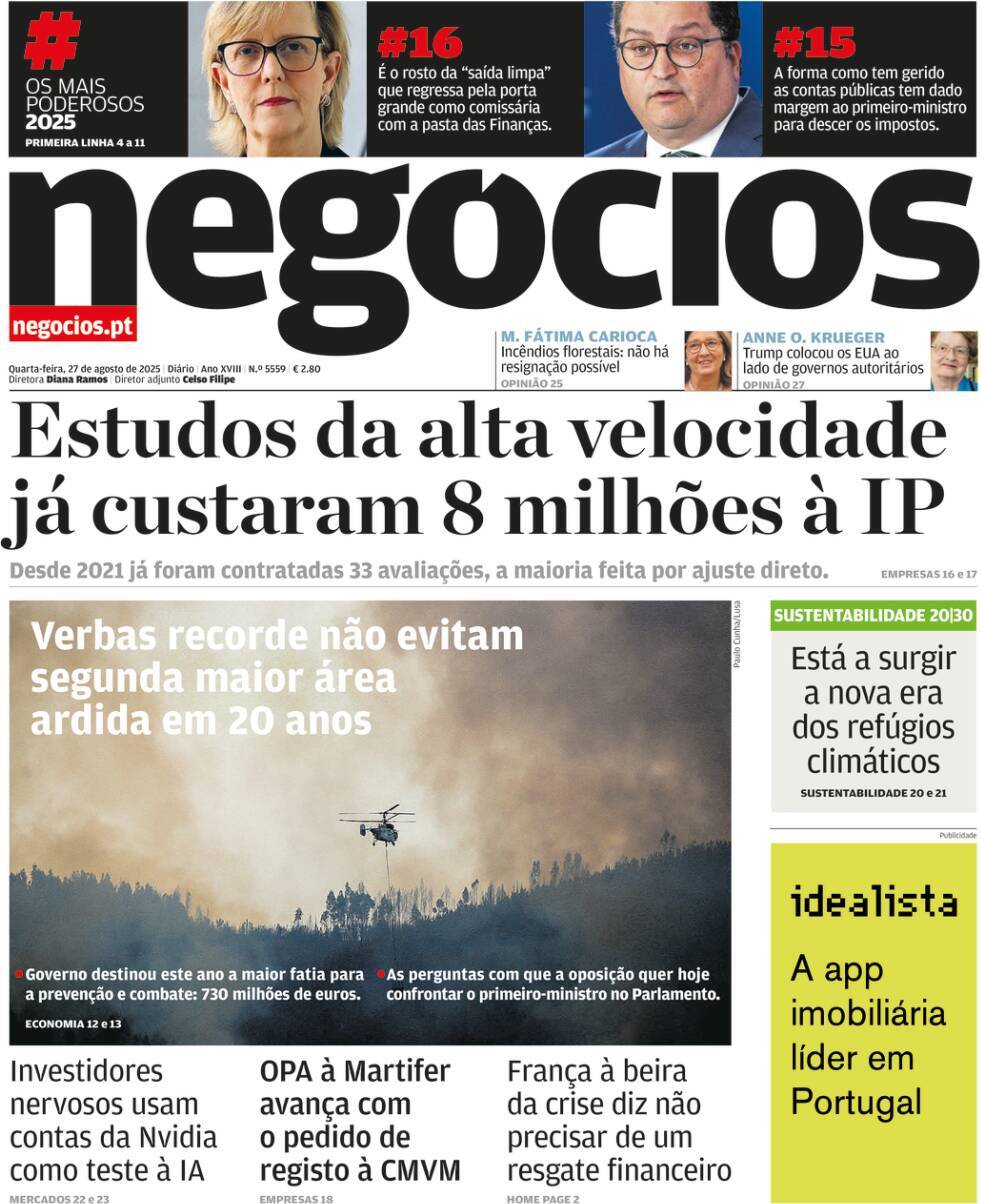 #
OS MAIS
PODEROSOS
2025
PRIMEIRA LINHA 4 a 11
#16
É o rosto da “saída limpa”
que regressa pela porta
grande como comissária
com a pasta das Finanças.
#15
A forma como tem gerido
as contas públicas tem dado
margem ao primeiro-ministro
para descer os impostos.
negocios
negocios.pt
Quarta-feira, 27 de agosto de 2025 | Diário | Ano XVIII | N.º 5559 | € 2.80
Diretora Diana Ramos | Diretor adjunto Celso Filipe
M. FÁTIMA CARIOCA
Incêndios florestais: não há
resignação possível
OPINIÃO 25
ANNE O. KRUEGER
Trump colocou os EUA ao
lado de governos autoritários
OPINIÃO 27
Estudos da alta velocidade
já custaram 8 milhões à IP
Desde 2021 já foram contratadas 33 avaliações, a maioria feita por ajuste direto.
EMPRESAS 16 e 17
Verbas recorde não evitam
segunda maior área
ardida em 20 anos
Paulo Cunha/Lusa
Governo destinou este ano a maior fatia para
a prevenção e combate: 730 milhões de euros.
As perguntas com que a oposição quer hoje
confrontar o primeiro-ministro no Parlamento.
ECONOMIA 12 e 13
SUSTENTABILIDADE 20|30
Está a surgir
a nova era
dos refúgios
climáticos
SUSTENTABILIDADE 20 e 21
Publicidade
idealista
A app
imobiliária
líder em
Portugal
Investidores
nervosos usam
contas da Nvidia
como teste à IA
MERCADOS 22 e 23
OPA à Martifer
avança com
o pedido de
registo à CMVM
EMPRESAS 18
França à beira
da crise diz não
precisar de um
resgate financeiro
HOME PAGE 2